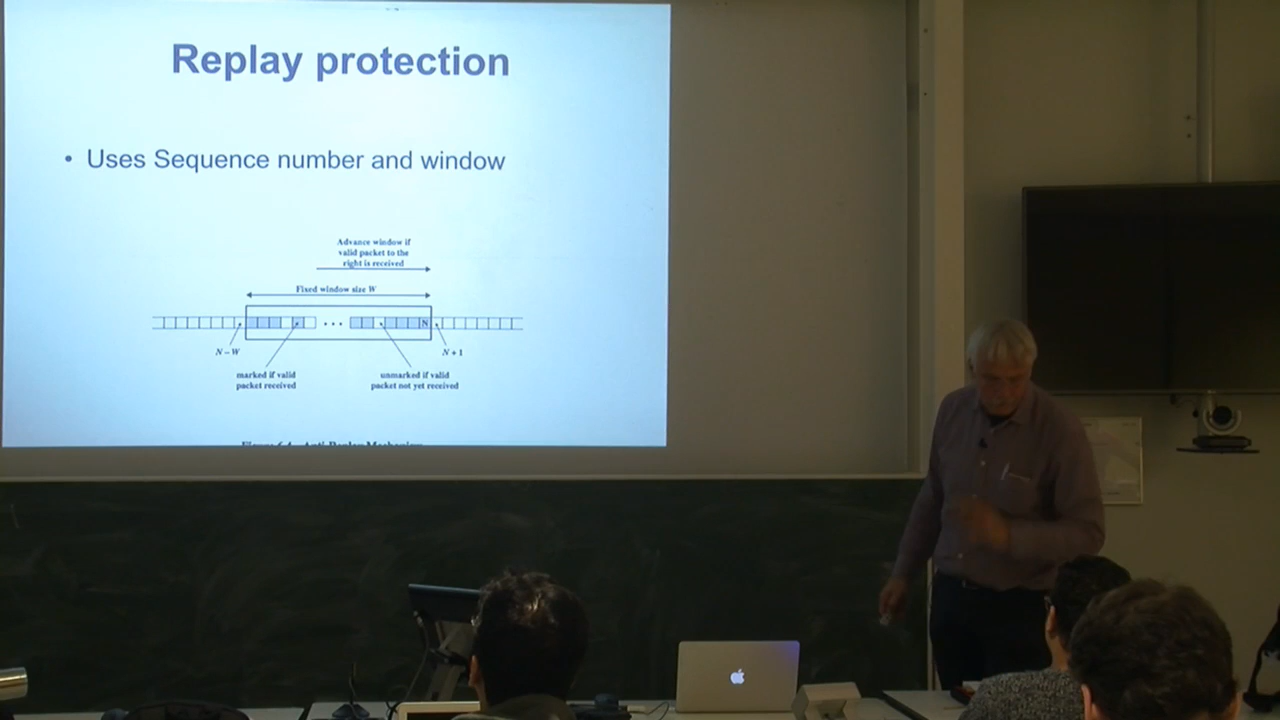 Replay protection
• Uses Sequence number and window
Advance window if
valid packet to the
right is received
Fixed window size W
N
N – W
N + 1
marked if valid
packet received
unmarked if valid
packet not yet received